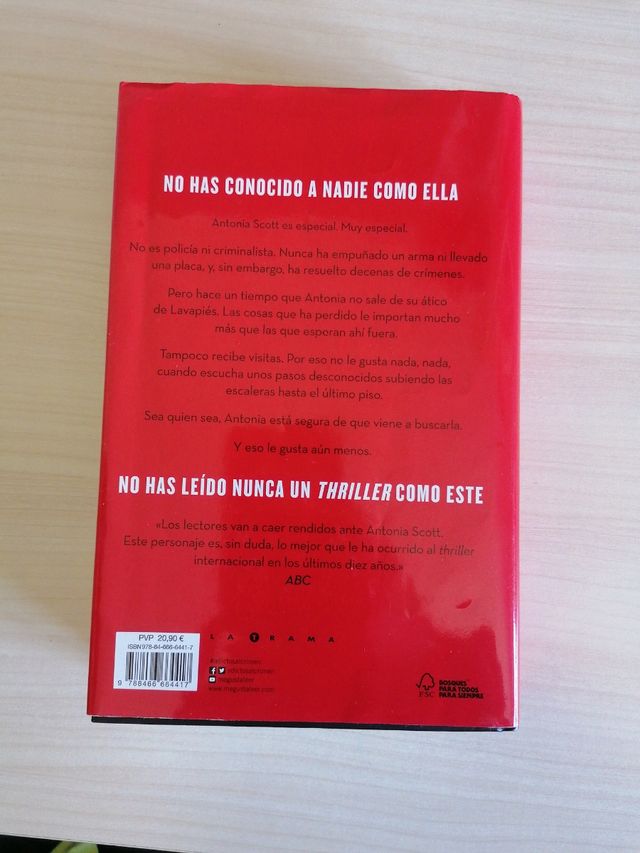 NO HAS CONOCIDO A NADIE COMO ELLA
Antonia Scott es especial. Muy especial.
No es policía ni criminalista. Nunca ha empuñado un arma ni llevado
una placa, y, sin embargo, ha resuelto decenas de crímenes.
Pero hace un tiempo que Antonia no sale de su ático
de Lavapiés. Las cosas que ha perdido le importan mucho
más que las que esperan ahí fuera.
Tampoco recibe visitas. Por eso no le gusta nada, nada,
cuando escucha unos pasos desconocidos subiendo las
escaleras hasta el último piso.
Sea quien sea, Antonia está segura de que viene a buscarla.
Y eso le gusta aún menos.
NO HAS LEÍDO NUNCA UN THRILLER COMO ESTE
«Los lectores van a caer rendidos ante Antonia Scott.
Este personaje es, sin duda, lo mejor que le ha ocurrido al thriller
internacional en los últimos diez años.»
ABC
PVP 20,90 €
ISBN 978-84-666-6441-7
9 788466 664417
LA TRAMA
#adictosalcrimen
adictosalcrimen
megustaleer
www.megustaleer.com
FSC
BOSQUES
PARA TODOS
PARA SIEMPRE